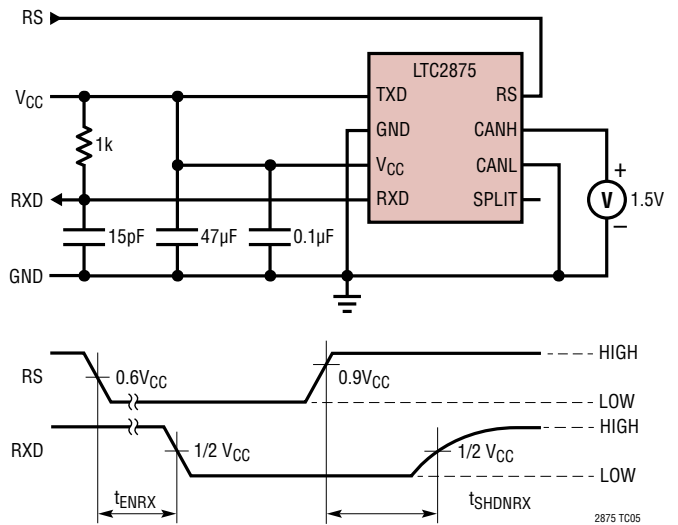 RS
LTC2875
V_CC
TXD
RS
1k
GND
CANH
V_CC
CANL
+
V
1.5V
–
RXD
RXD
SPLIT
15pF
47µF
0.1µF
GND
RS
0.6V_CC
0.9V_CC
HIGH
LOW
RXD
1/2 V_CC
1/2 V_CC
HIGH
LOW
t_ENRX
t_SHDNRX
2875 TC05